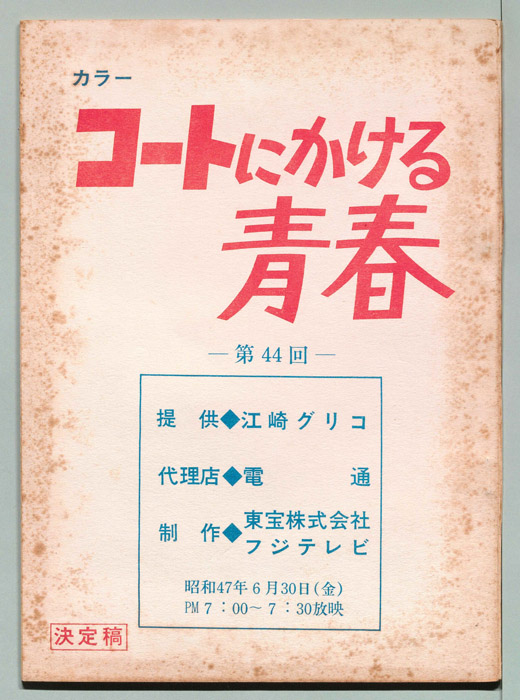 カラー
コートにかける
青春
―第44回―
提供◆江崎グリコ
代理店◆電通
制作◆東宝株式会社
フジテレビ
昭和47年6月30日(金)
PM7:00~7:30放映
決定稿